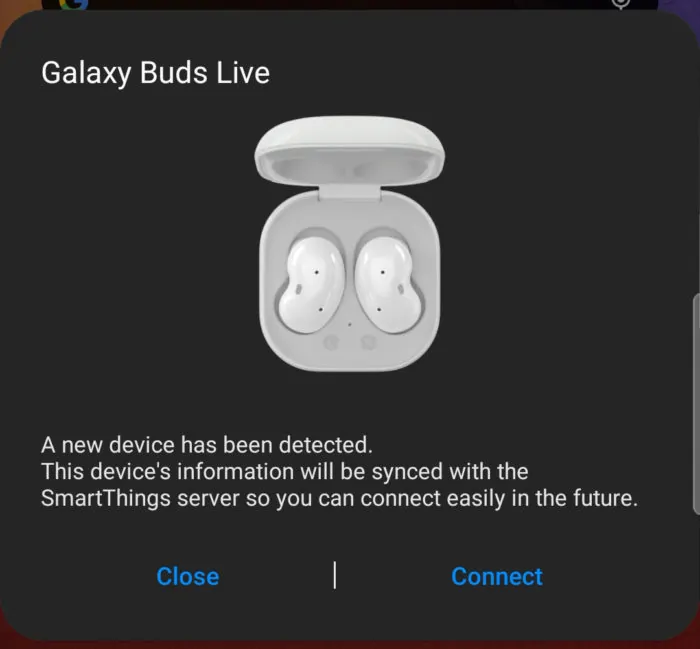 Galaxy Buds Live
A new device has been detected.
This device's information will be synced with the
SmartThings server so you can connect easily in the future.
Close | Connect